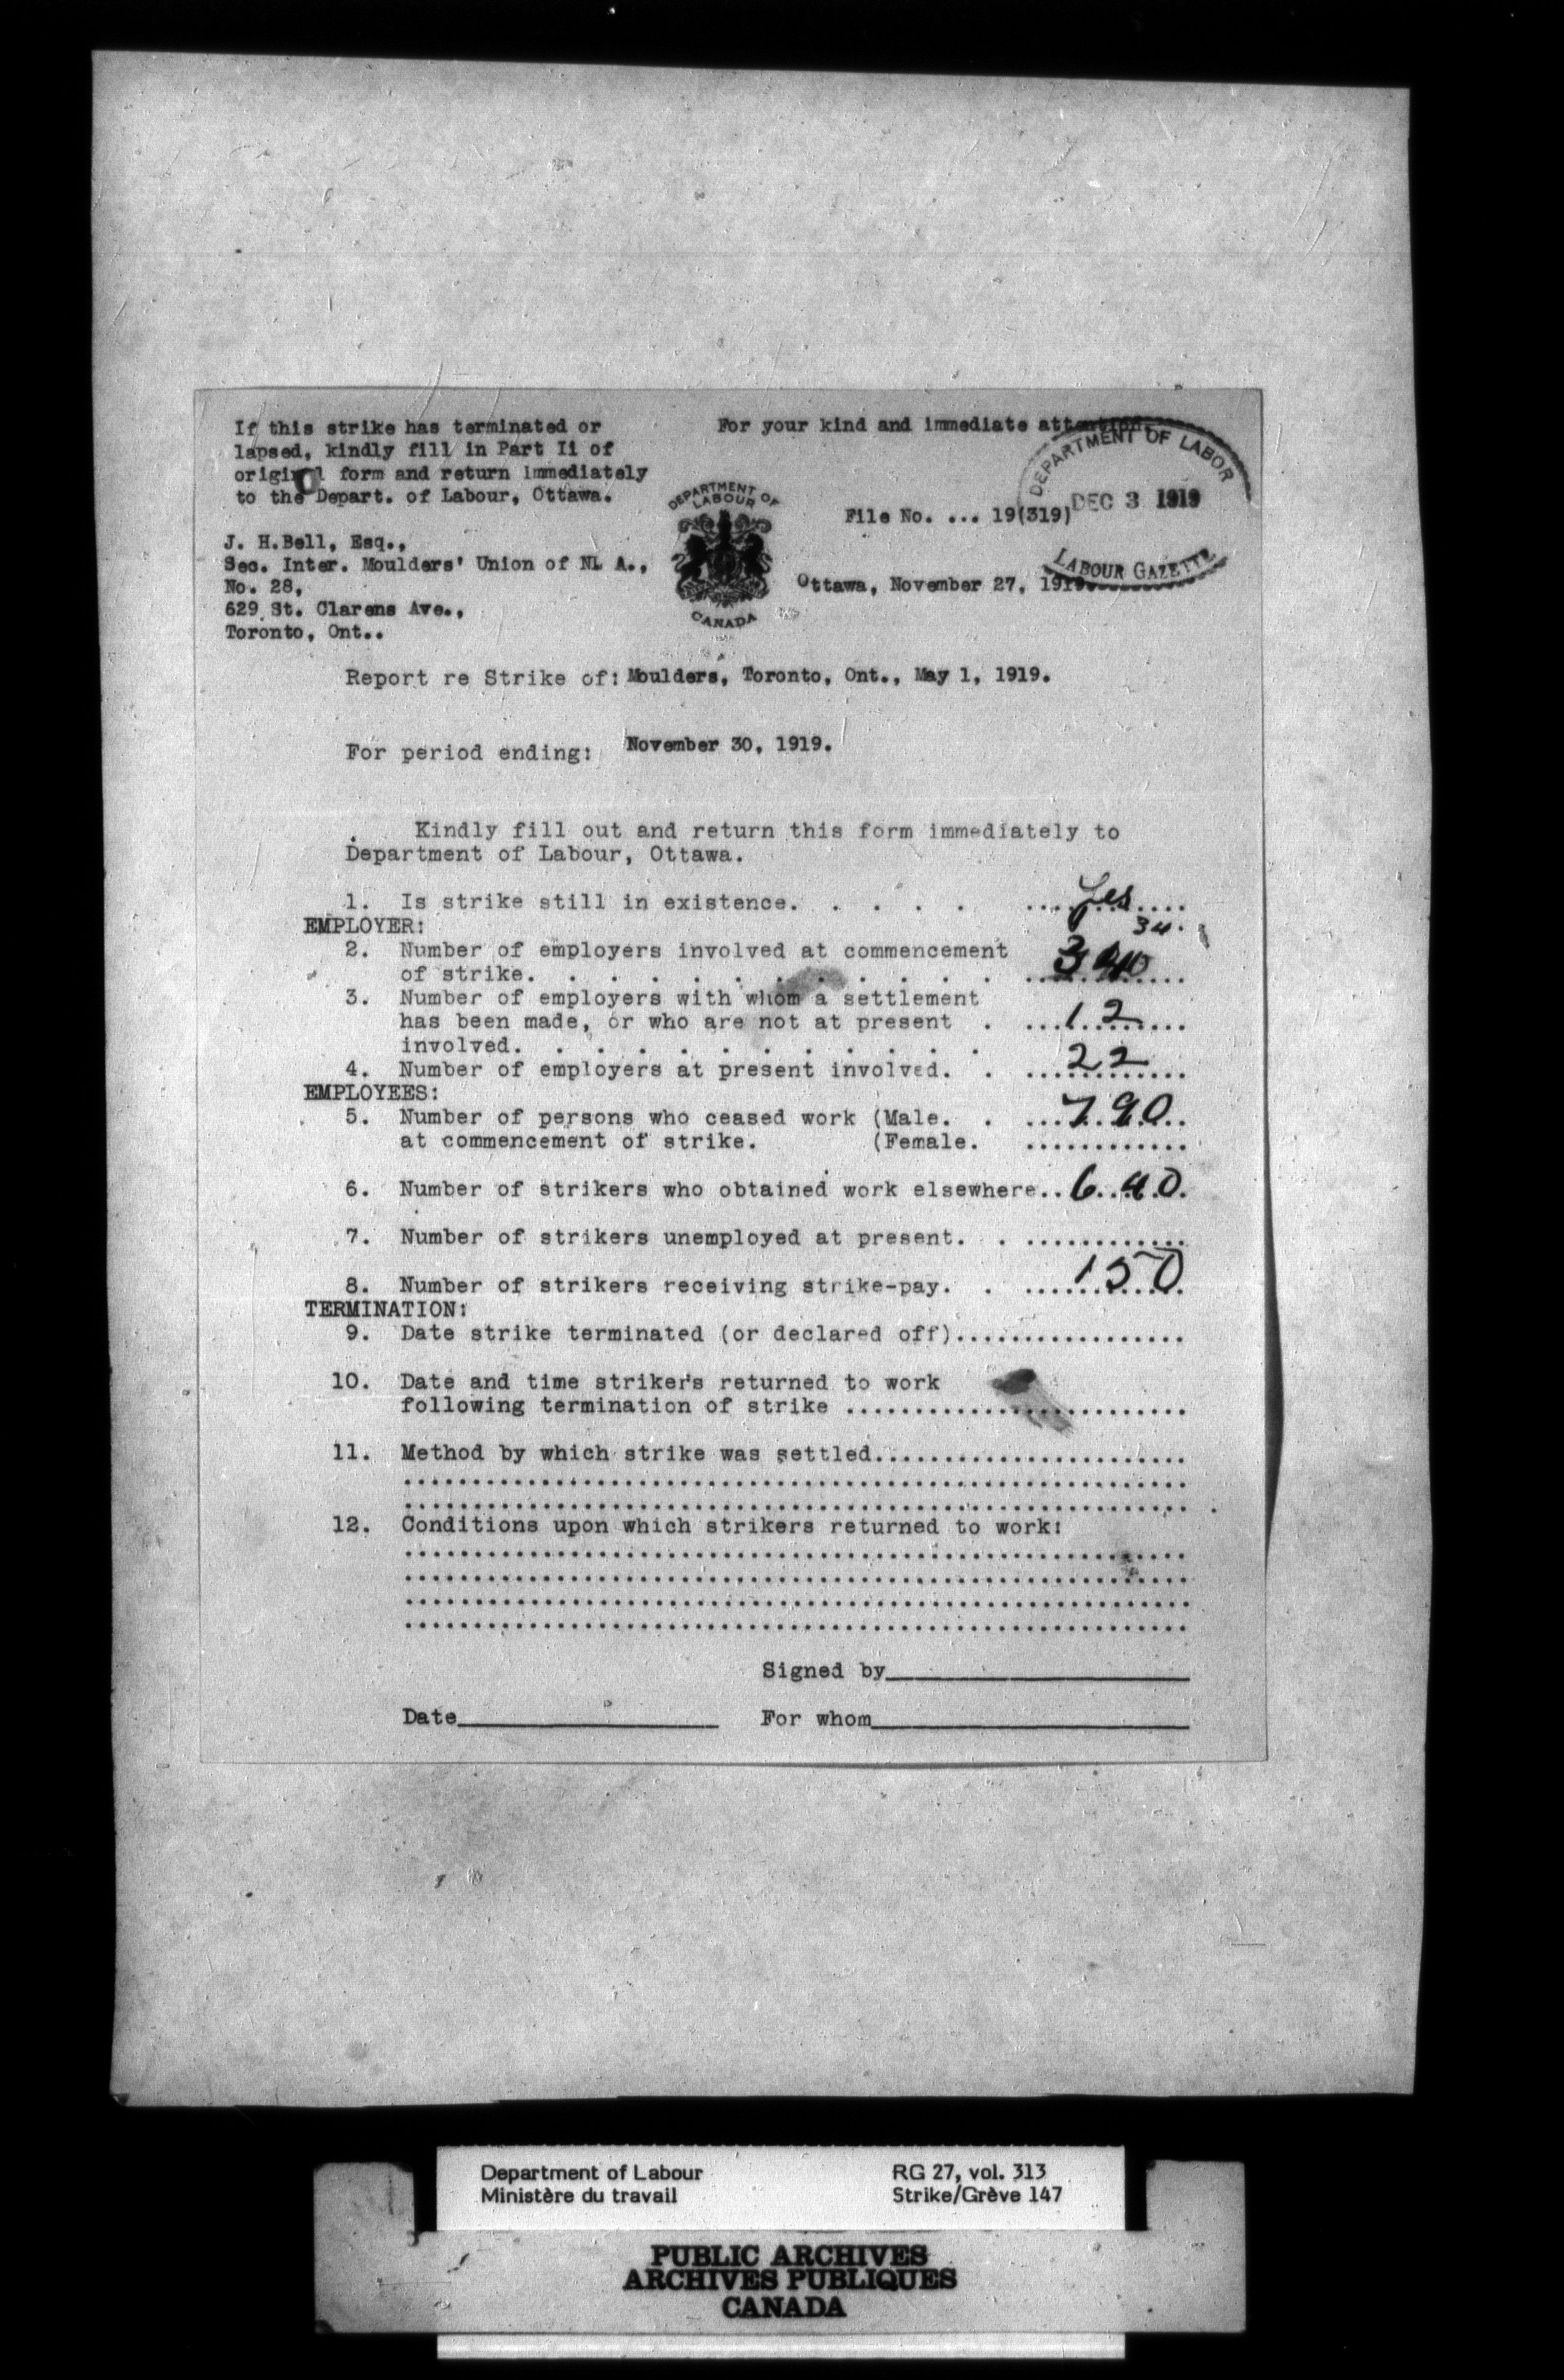 If this strike has terminated or
lapsed, kindly fill in Part Ii of
original form and return immediately
to the Depart. of Labour, Ottawa.
For your kind and immediate attention.
DEPARTMENT OF LABOR
DEC 3 1919
LABOUR GAZETTE
DEPARTMENT OF
LABOUR
CANADA
File No. ... 19(319)
J. H.Bell, Esq.,
Sec. Inter. Moulders' Union of N. A.,
No. 28,
629 St. Clarens Ave.,
Toronto, Ont..
Ottawa, November 27, 1919.
Report re Strike of: Moulders, Toronto, Ont., May 1, 1919.
For period ending: November 30, 1919.
Kindly fill out and return this form immediately to
Department of Labour, Ottawa.
1. Is strike still in existence. . . . . . ....Yes....
EMPLOYER:
34.
2. Number of employers involved at commencement
of strike. . . . . . . . . . . .
3. Number of employers with whom a settlement
has been made, or who are not at present . ...12........
involved. . . . . . . . . . . .
4. Number of employers at present involved. . ...22........
EMPLOYEES:
5. Number of persons who ceased work (Male. . ...790..
at commencement of strike. (Female. ............
6. Number of strikers who obtained work elsewhere..640.
7. Number of strikers unemployed at present. . ............
8. Number of strikers receiving strike-pay. . ....150
TERMINATION:
9. Date strike terminated (or declared off).................
10. Date and time strikers returned to work
following termination of strike .........................
11. Method by which strike was settled.......................
.........................................................
.........................................................
12. Conditions upon which strikers returned to work:
.........................................................
.........................................................
.........................................................
.........................................................
Signed by______________________
Date___________________ For whom_______________________
Department of Labour RG 27, vol. 313
Ministère du travail Strike/Grève 147
PUBLIC ARCHIVES
ARCHIVES PUBLIQUES
CANADA